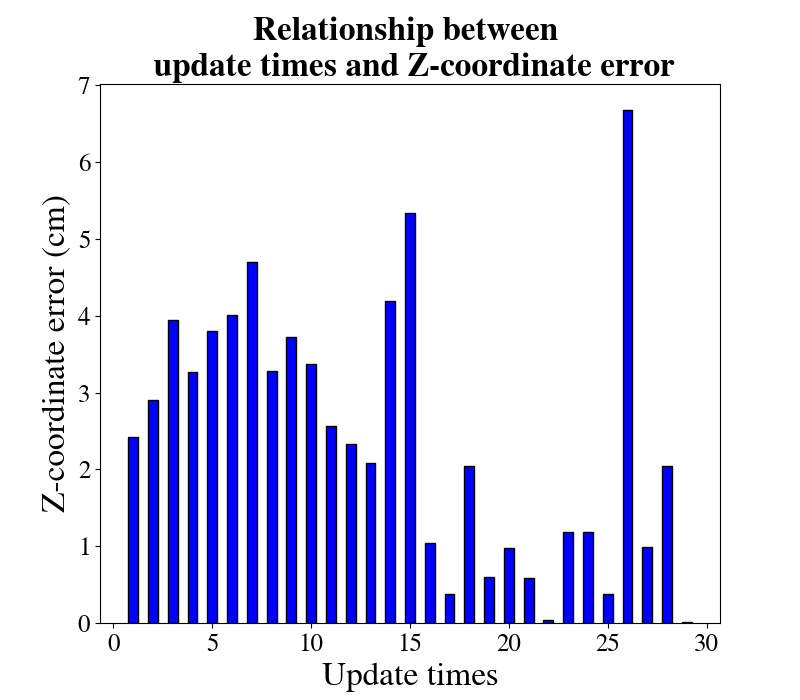 Relationship between
update times and Z-coordinate error
7
6
5
4
3
2
1
0
Z-coordinate error (cm)
0 5 10 15 20 25 30
Update times